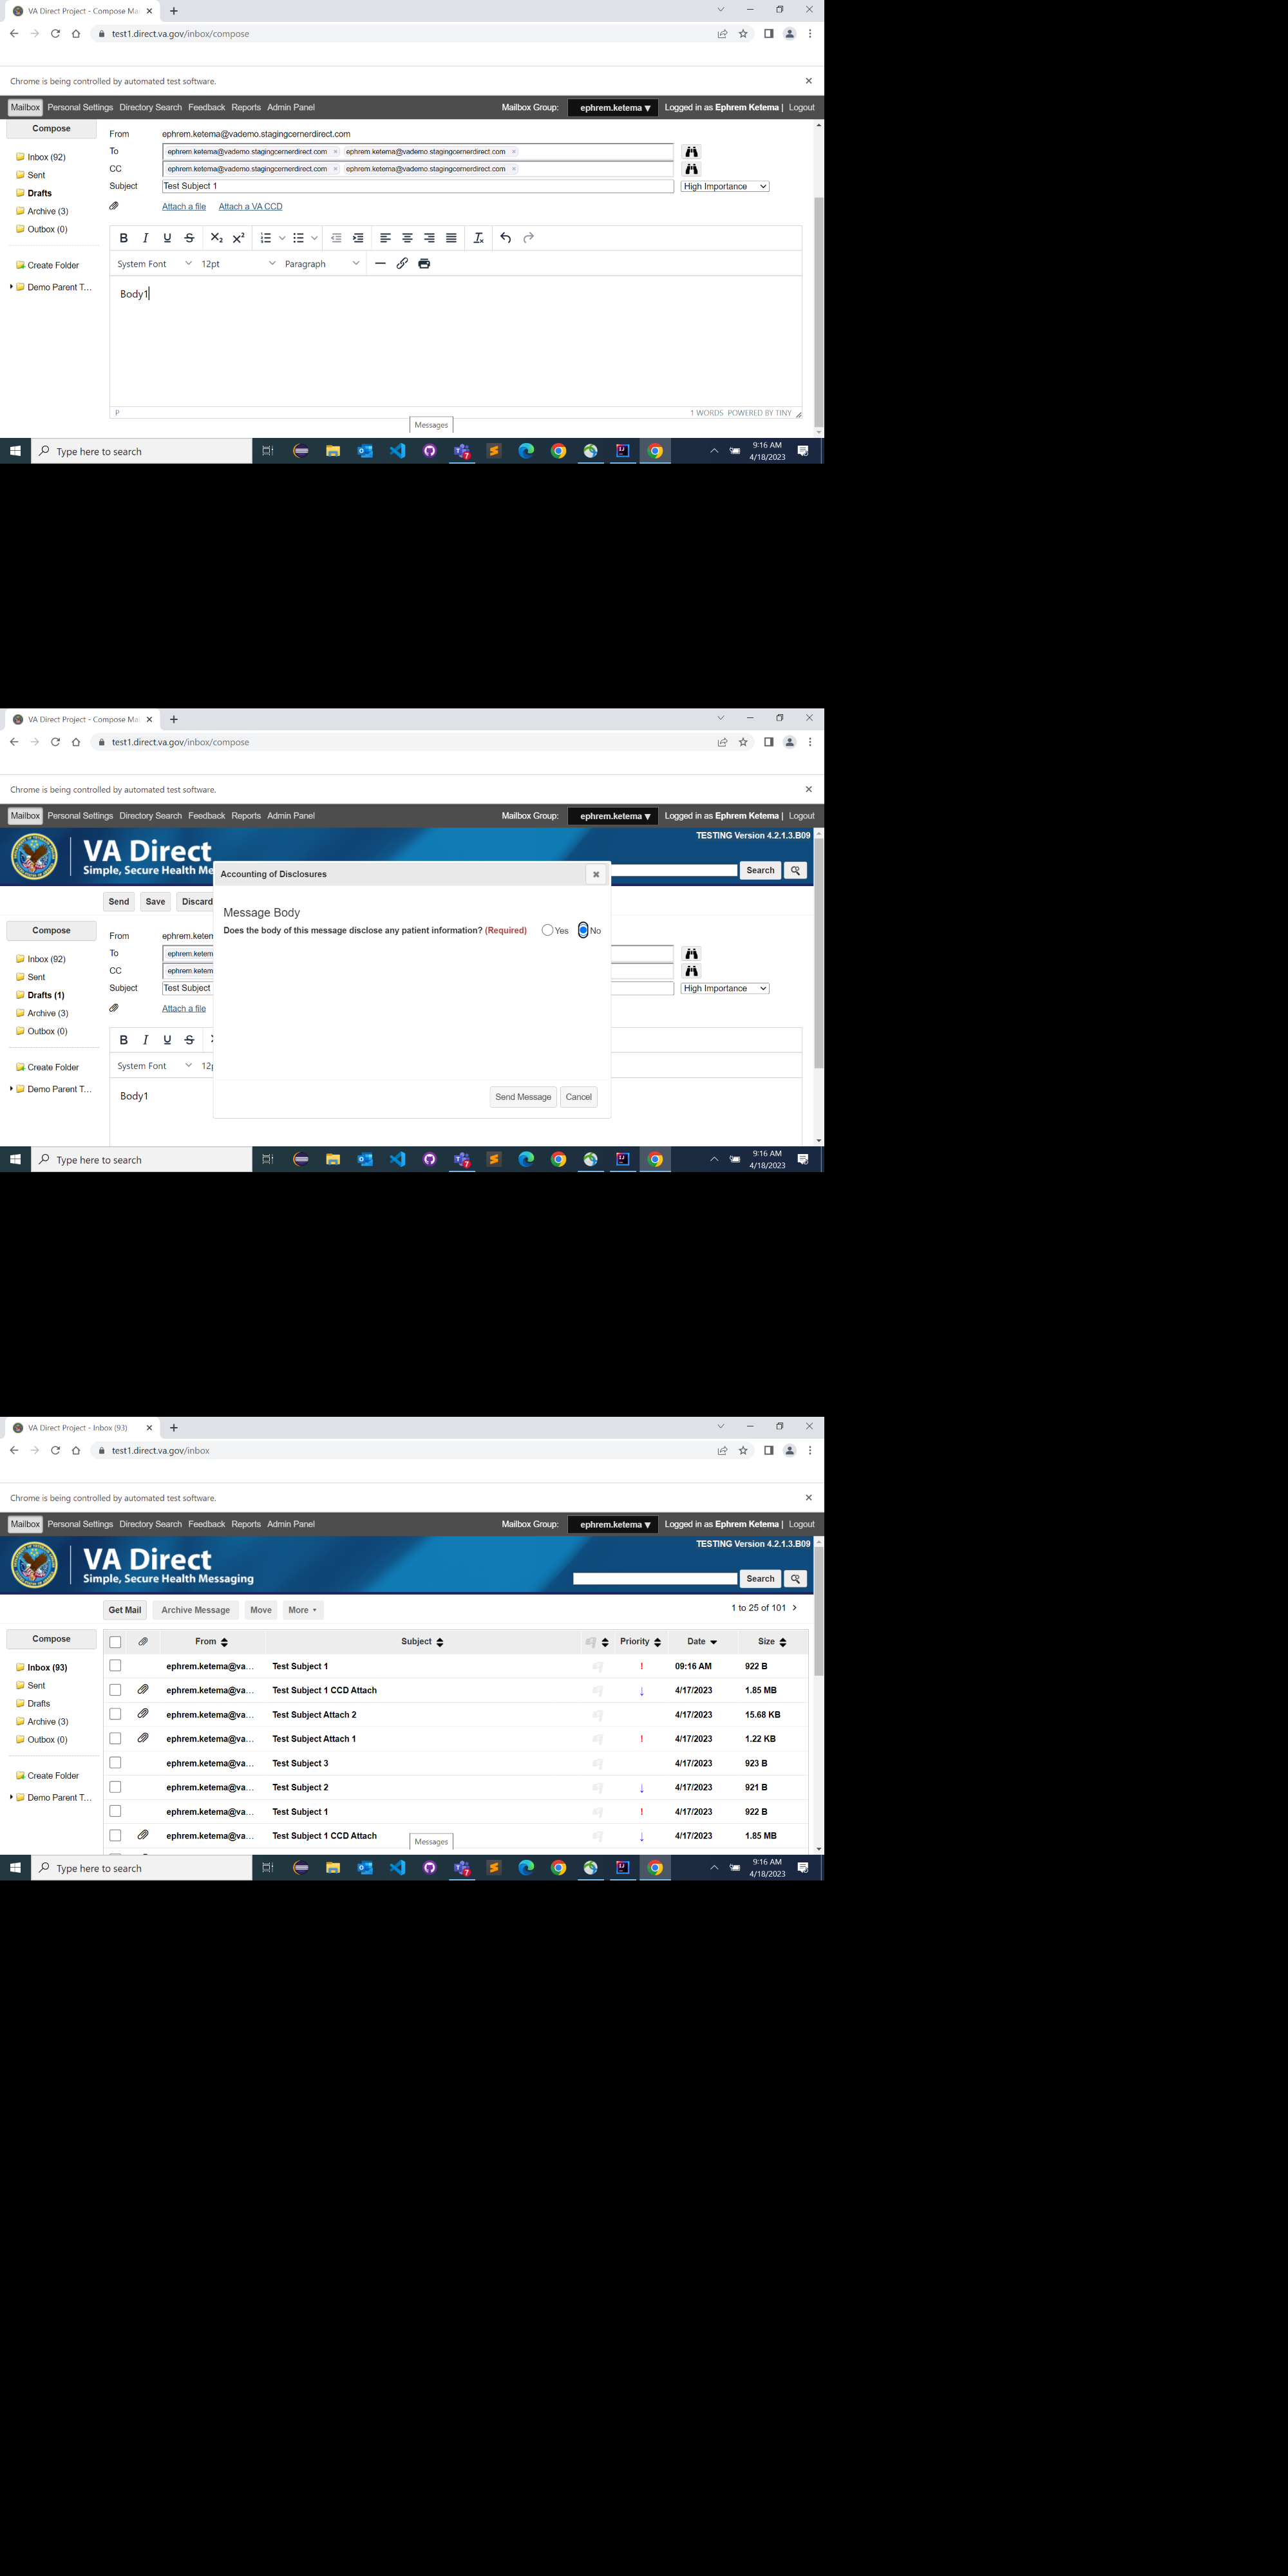 VA Direct Project - Compose Ma
test1.direct.va.gov/inbox/compose
Chrome is being controlled by automated test software.
Mailbox Personal Settings Directory Search Feedback Reports Admin Panel Mailbox Group: ephrem.ketema ▼ Logged in as Ephrem Ketema | Logout
Compose
From ephrem.ketema@vademo.stagingcernerdirect.com
Inbox (92) To ephrem.ketema@vademo.stagingcernerdirect.com × ephrem.ketema@vademo.stagingcernerdirect.com ×
Sent CC ephrem.ketema@vademo.stagingcernerdirect.com × ephrem.ketema@vademo.stagingcernerdirect.com ×
Drafts Subject Test Subject 1 High Importance
Archive (3) Attach a file Attach a VA CCD
Outbox (0)
B I U S X₂ X²
Create Folder System Font 12pt Paragraph
Demo Parent T...
Body1
P 1 WORDS POWERED BY TINY
Messages
Type here to search 7 9:16 AM
4/18/2023
VA Direct Project - Compose Ma
test1.direct.va.gov/inbox/compose
Chrome is being controlled by automated test software.
Mailbox Personal Settings Directory Search Feedback Reports Admin Panel Mailbox Group: ephrem.ketema ▼ Logged in as Ephrem Ketema | Logout
TESTING Version 4.2.1.3.B09
VA Direct
Simple, Secure Health Me
Search
Accounting of Disclosures
Send Save Discard
Message Body
Does the body of this message disclose any patient information? (Required) Yes No
Compose
From ephrem.keter
Inbox (92) To ephrem.ketem
Sent CC ephrem.ketem
Drafts (1) Subject Test Subject High Importance
Archive (3) Attach a file
Outbox (0)
B I U S
Create Folder System Font 12p
Demo Parent T...
Body1
Send Message Cancel
Type here to search 7 9:16 AM
4/18/2023
VA Direct Project - Inbox (93)
test1.direct.va.gov/inbox
Chrome is being controlled by automated test software.
Mailbox Personal Settings Directory Search Feedback Reports Admin Panel Mailbox Group: ephrem.ketema ▼ Logged in as Ephrem Ketema | Logout
TESTING Version 4.2.1.3.B09
VA Direct
Simple, Secure Health Messaging
Search
Get Mail Archive Message Move More 1 to 25 of 101 >
Compose From Subject Priority Date Size
Inbox (93) ephrem.ketema@va... Test Subject 1 ! 09:16 AM 922 B
Sent ephrem.ketema@va... Test Subject 1 CCD Attach ↓ 4/17/2023 1.85 MB
Drafts ephrem.ketema@va... Test Subject Attach 2 4/17/2023 15.68 KB
Archive (3)
Outbox (0) ephrem.ketema@va... Test Subject Attach 1 ! 4/17/2023 1.22 KB
ephrem.ketema@va... Test Subject 3 4/17/2023 923 B
Create Folder ephrem.ketema@va... Test Subject 2 ↓ 4/17/2023 921 B
Demo Parent T...
ephrem.ketema@va... Test Subject 1 ! 4/17/2023 922 B
ephrem.ketema@va... Test Subject 1 CCD Attach ↓ 4/17/2023 1.85 MB
Messages
Type here to search 7 9:16 AM
4/18/2023